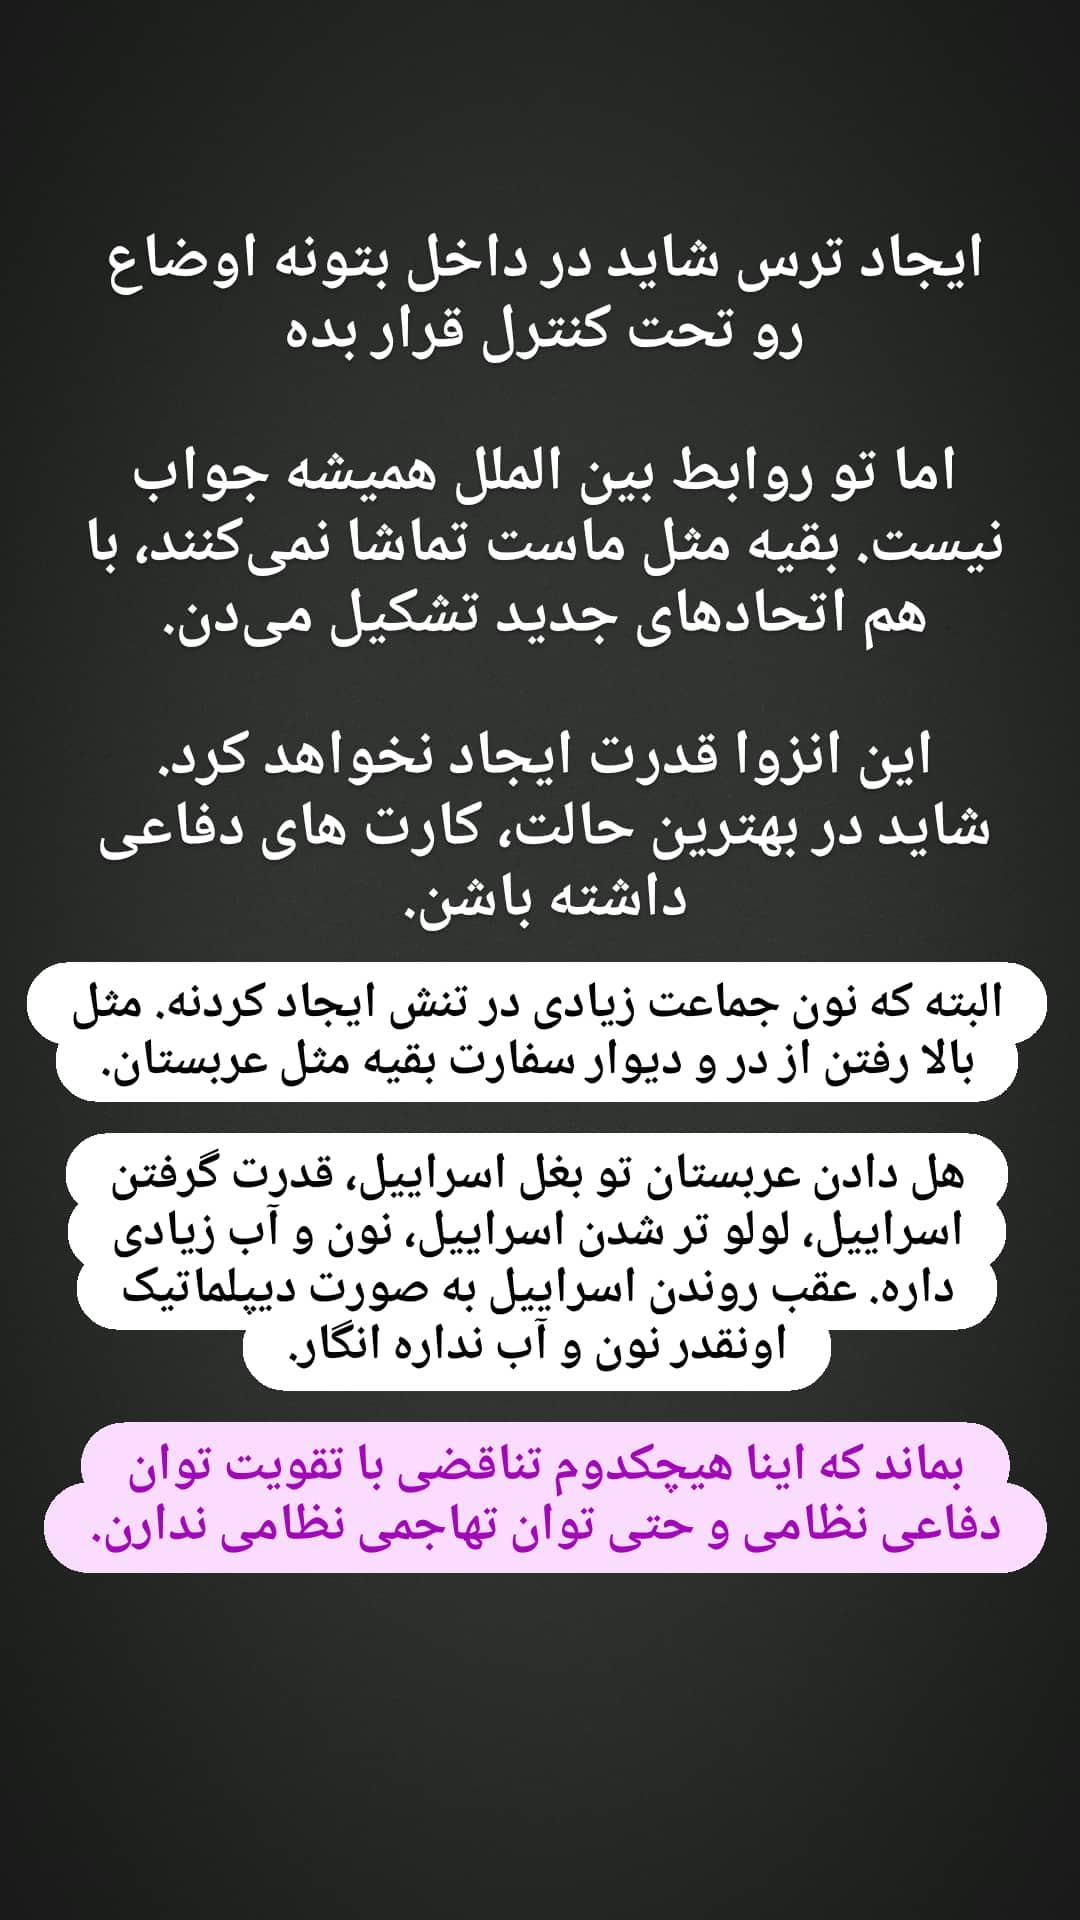 ایجاد ترس شاید در داخل بتونه اوضاع
رو تحت کنترل قرار بده
اما تو روابط بین الملل همیشه جواب
نیست. بقیه مثل ماست تماشا نمی‌کنند، با
هم اتحادهای جدید تشکیل می‌دن.
این انزوا قدرت ایجاد نخواهد کرد.
شاید در بهترین حالت، کارت های دفاعی
داشته باشن.
البته که نون جماعت زیادی در تنش ایجاد کردنه. مثل
بالا رفتن از در و دیوار سفارت بقیه مثل عربستان.
هل دادن عربستان تو بغل اسراییل، قدرت گرفتن
اسراییل، لولو تر شدن اسراییل، نون و آب زیادی
داره. عقب روندن اسراییل به صورت دیپلماتیک
اونقدر نون و آب نداره انگار.
بماند که اینا هیچکدوم تناقضی با تقویت توان
دفاعی نظامی و حتی توان تهاجمی نظامی ندارن.